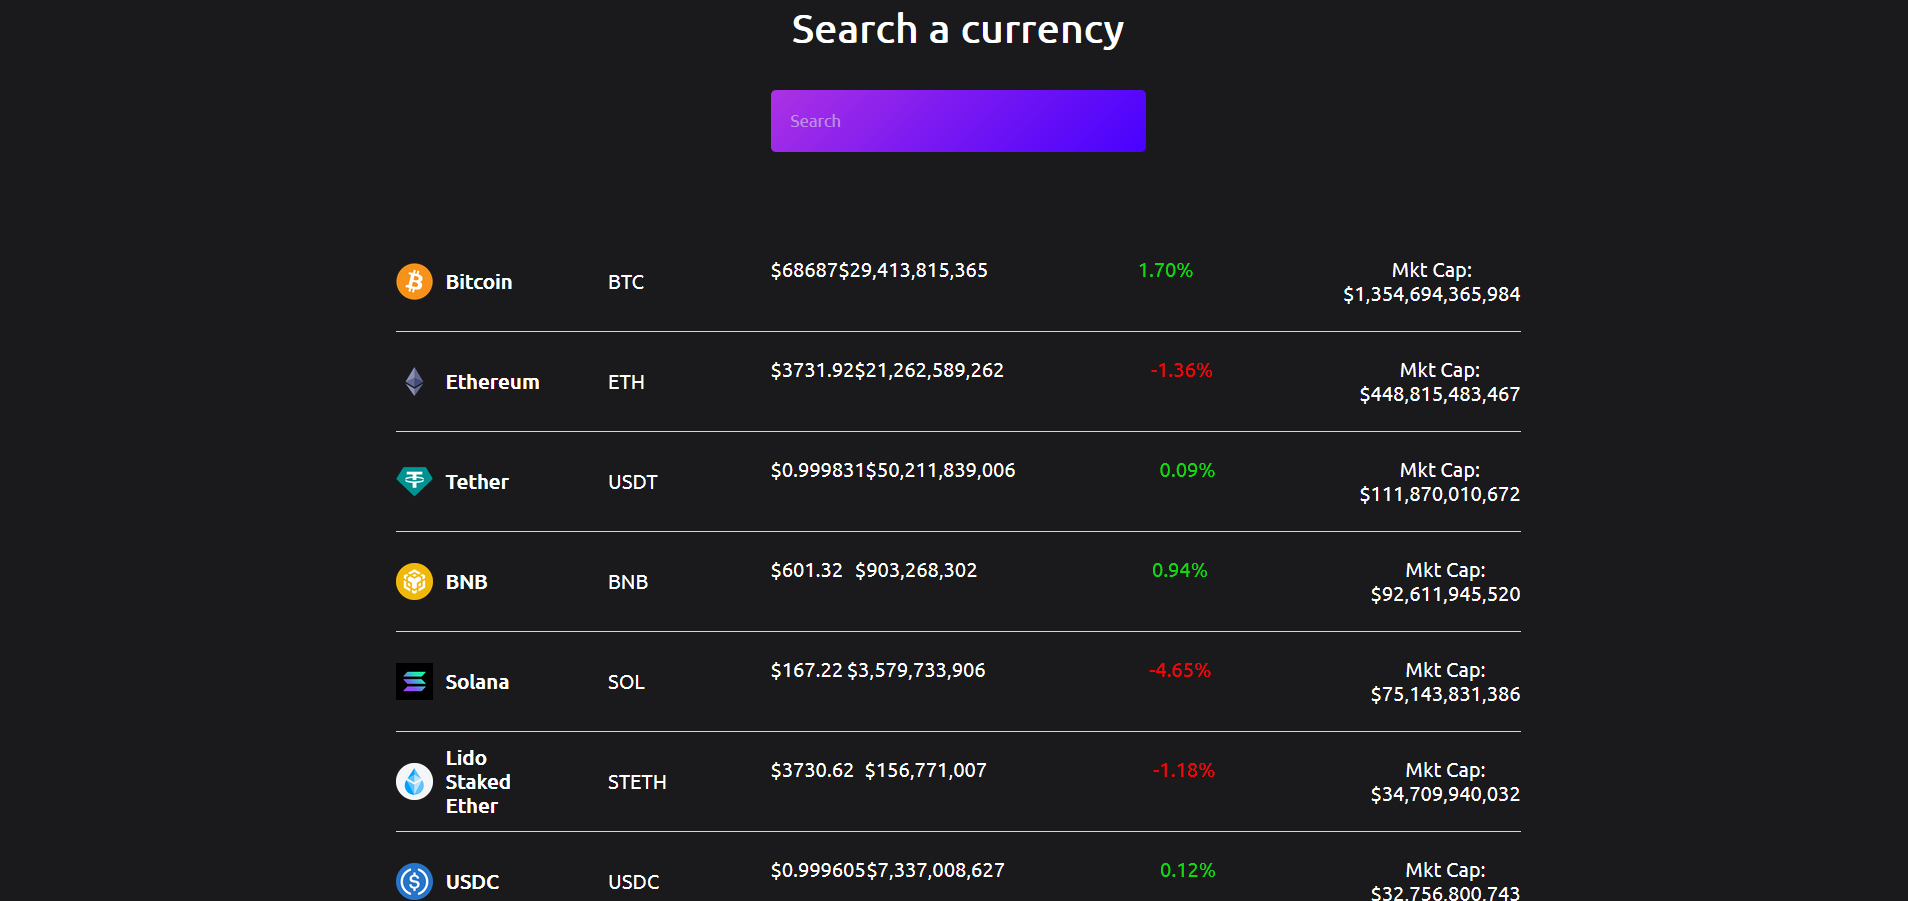 Search a currency
Search
Bitcoin BTC $68687$29,413,815,365 1.70% Mkt Cap:
$1,354,694,365,984
Ethereum ETH $3731.92$21,262,589,262 -1.36% Mkt Cap:
$448,815,483,467
Tether USDT $0.999831$50,211,839,006 0.09% Mkt Cap:
$111,870,010,672
BNB BNB $601.32 $903,268,302 0.94% Mkt Cap:
$92,611,945,520
Solana SOL $167.22 $3,579,733,906 -4.65% Mkt Cap:
$75,143,831,386
Lido
Staked
Ether STETH $3730.62 $156,771,007 -1.18% Mkt Cap:
$34,709,940,032
USDC USDC $0.999605$7,337,008,627 0.12% Mkt Cap:
$32,756,800,743